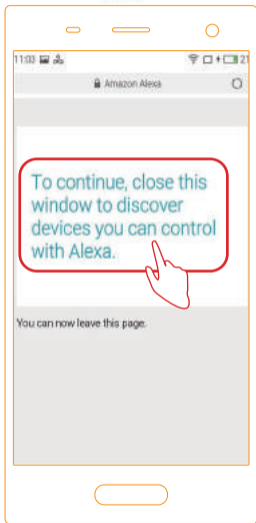 11:03 21
Amazon Alexa
To continue, close this
window to discover
devices you can control
with Alexa.
You can now leave this page.